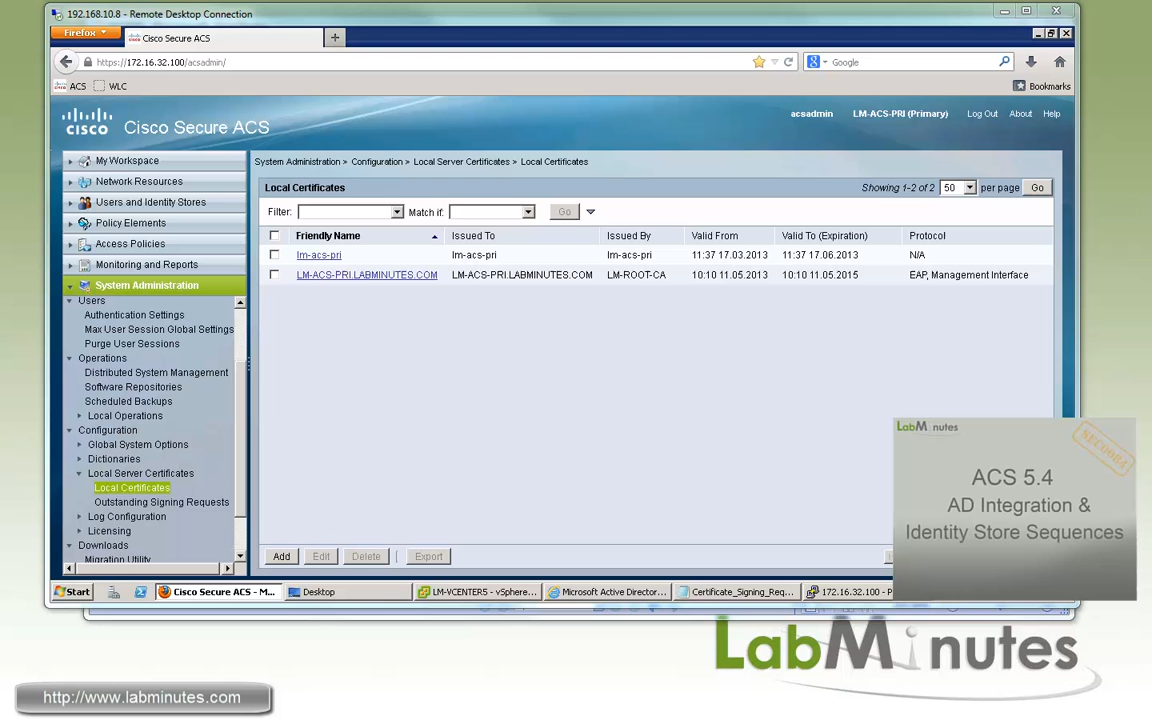 192.168.10.8 - Remote Desktop Connection
Firefox
Cisco Secure ACS
https://172.16.32.100/acsadmin/
Google
ACS
WLC
Bookmarks
CISCO Cisco Secure ACS
acsadmin
LM-ACS-PRI (Primary)
Log Out
About
Help
My Workspace
Network Resources
Users and Identity Stores
Policy Elements
Access Policies
Monitoring and Reports
System Administration
Users
Authentication Settings
Max User Session Global Settings
Purge User Sessions
Operations
Distributed System Management
Software Repositories
Scheduled Backups
Local Operations
Configuration
Global System Options
Dictionaries
Local Server Certificates
Local Certificates
Outstanding Signing Requests
Log Configuration
Licensing
Downloads
Migration Utility
System Administration > Configuration > Local Server Certificates > Local Certificates
Local Certificates
Showing 1-2 of 2 50 per page Go
Filter: Match if: Go
Friendly Name Issued To Issued By Valid From Valid To (Expiration) Protocol
lm-acs-pri lm-acs-pri lm-acs-pri 11:37 17.03.2013 11:37 17.06.2013 N/A
LM-ACS-PRI.LABMINUTES.COM LM-ACS-PRI.LABMINUTES.COM LM-ROOT-CA 10:10 11.05.2013 10:10 11.05.2015 EAP, Management Interface
Add Edit Delete Export
LabMinutes
SEC0084
ACS 5.4
AD Integration &
Identity Store Sequences
Start
Cisco Secure ACS - M...
Desktop
LM-VCENTER5 - vSphere...
Microsoft Active Director...
Certificate_Signing_Req...
172.16.32.100 - P
LabMinutes
http://www.labminutes.com